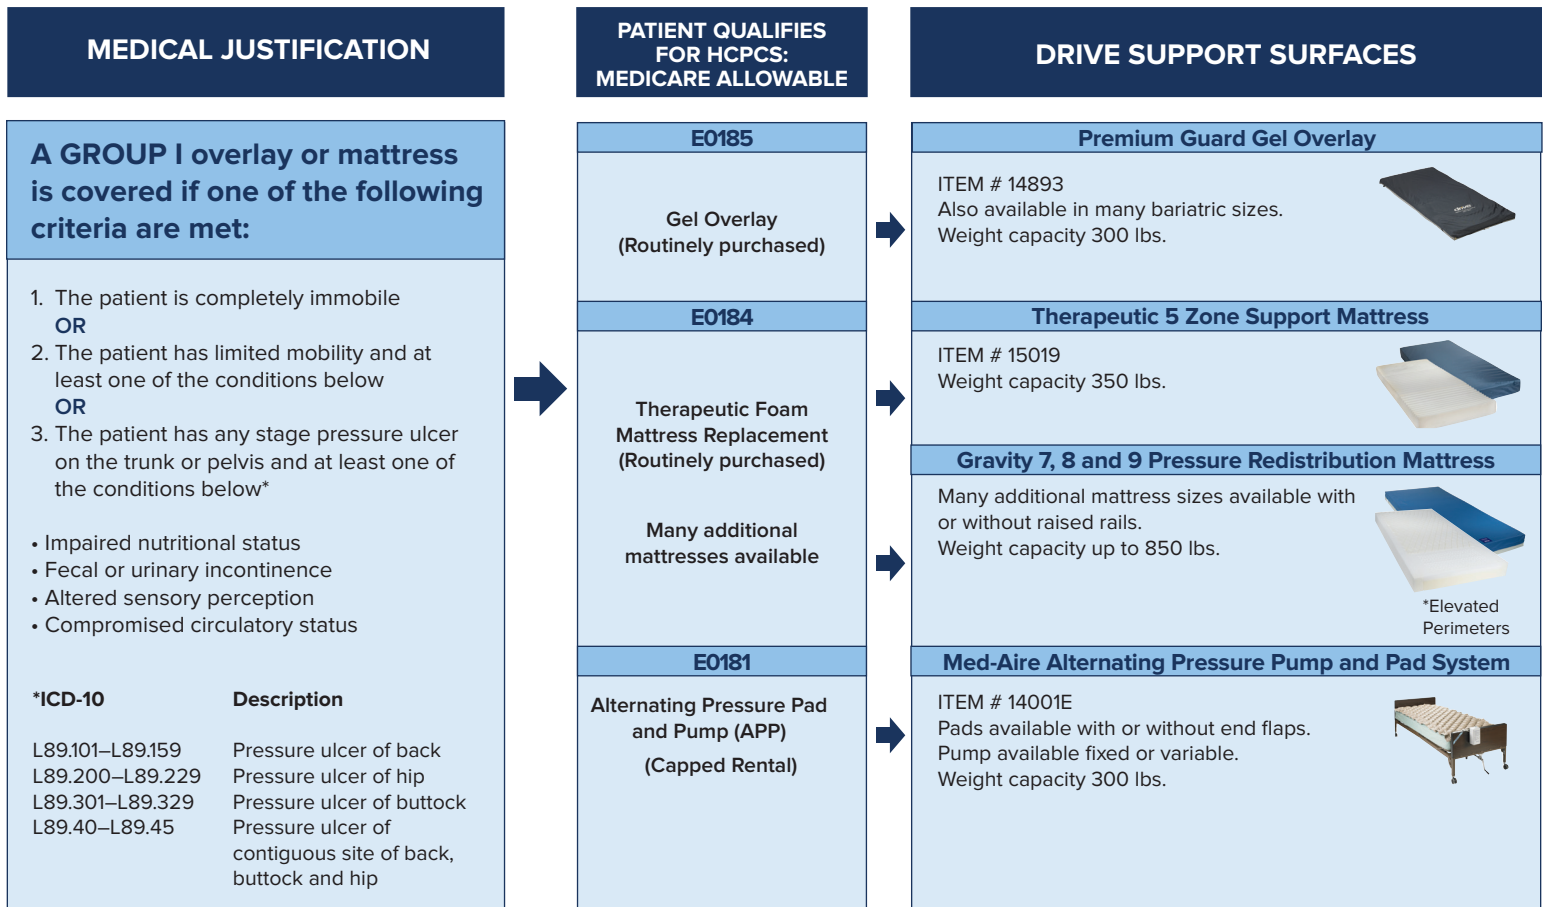 MEDICAL JUSTIFICATION
A GROUP I overlay or mattress
is covered if one of the following
criteria are met:
1. The patient is completely immobile
OR
2. The patient has limited mobility and at
least one of the conditions below
OR
3. The patient has any stage pressure ulcer
on the trunk or pelvis and at least one of
the conditions below*
• Impaired nutritional status
• Fecal or urinary incontinence
• Altered sensory perception
• Compromised circulatory status
*ICD-10 Description
L89.101–L89.159 Pressure ulcer of back
L89.200–L89.229 Pressure ulcer of hip
L89.301–L89.329 Pressure ulcer of buttock
L89.40–L89.45 Pressure ulcer of
contiguous site of back,
buttock and hip
PATIENT QUALIFIES
FOR HCPCS:
MEDICARE ALLOWABLE
E0185
Gel Overlay
(Routinely purchased)
E0184
Therapeutic Foam
Mattress Replacement
(Routinely purchased)
Many additional
mattresses available
E0181
Alternating Pressure Pad
and Pump (APP)
(Capped Rental)
DRIVE SUPPORT SURFACES
Premium Guard Gel Overlay
ITEM # 14893
Also available in many bariatric sizes.
Weight capacity 300 lbs.
Therapeutic 5 Zone Support Mattress
ITEM # 15019
Weight capacity 350 lbs.
Gravity 7, 8 and 9 Pressure Redistribution Mattress
Many additional mattress sizes available with
or without raised rails.
Weight capacity up to 850 lbs.
*Elevated
Perimeters
Med-Aire Alternating Pressure Pump and Pad System
ITEM # 14001E
Pads available with or without end flaps.
Pump available fixed or variable.
Weight capacity 300 lbs.